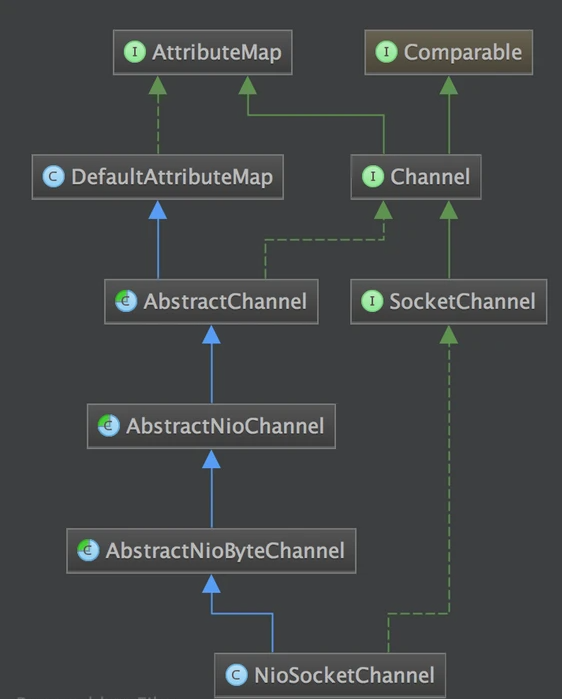 I AttributeMap
I Comparable
C DefaultAttributeMap
I Channel
C AbstractChannel
I SocketChannel
C AbstractNioChannel
C AbstractNioByteChannel
C NioSocketChannel